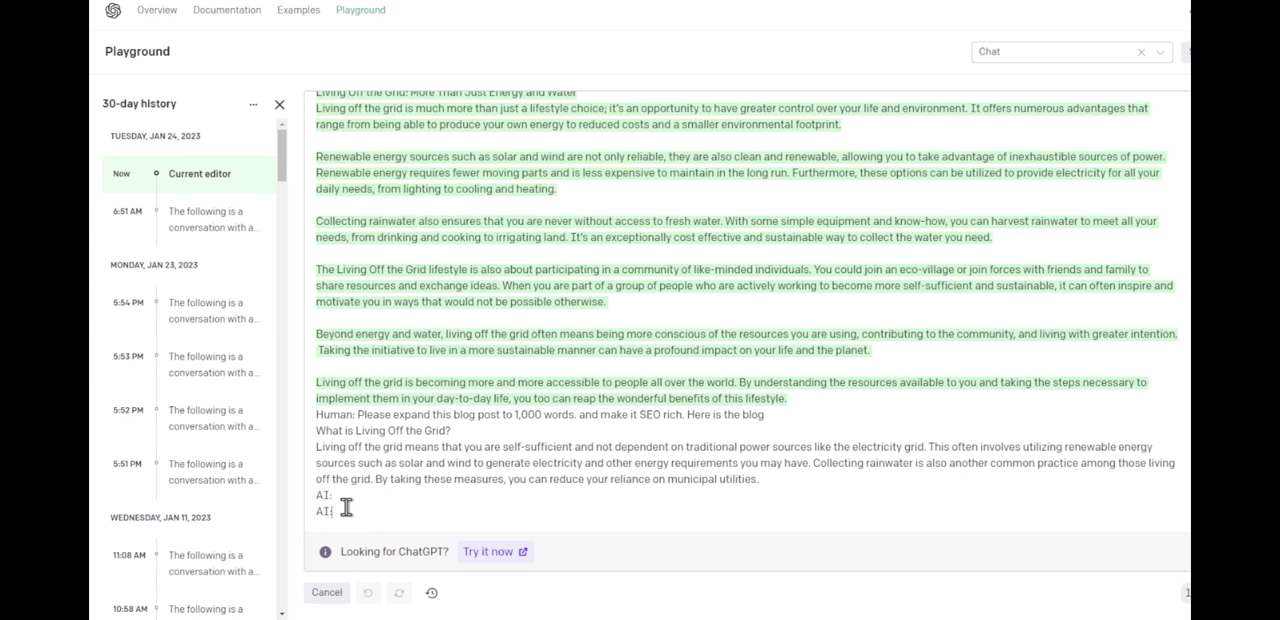 Overview Documentation Examples Playground
Playground
Chat
30-day history
TUESDAY, JAN 24, 2023
Now Current editor
6:51 AM The following is a
conversation with a...
MONDAY, JAN 23, 2023
5:54 PM The following is a
conversation with a...
5:53 PM The following is a
conversation with a...
5:52 PM The following is a
conversation with a...
5:51 PM The following is a
conversation with a...
WEDNESDAY, JAN 11, 2023
11:08 AM The following is a
conversation with a...
10:58 AM The following is a
Living Off the Grid: More Than Just Energy and Water
Living off the grid is much more than just a lifestyle choice; it's an opportunity to have greater control over your life and environment. It offers numerous advantages that
range from being able to produce your own energy to reduced costs and a smaller environmental footprint.
Renewable energy sources such as solar and wind are not only reliable, they are also clean and renewable, allowing you to take advantage of inexhaustible sources of power.
Renewable energy requires fewer moving parts and is less expensive to maintain in the long run. Furthermore, these options can be utilized to provide electricity for all your
daily needs, from lighting to cooling and heating.
Collecting rainwater also ensures that you are never without access to fresh water. With some simple equipment and know-how, you can harvest rainwater to meet all your
needs, from drinking and cooking to irrigating land. It's an exceptionally cost effective and sustainable way to collect the water you need.
The Living Off the Grid lifestyle is also about participating in a community of like-minded individuals. You could join an eco-village or join forces with friends and family to
share resources and exchange ideas. When you are part of a group of people who are actively working to become more self-sufficient and sustainable, it can often inspire and
motivate you in ways that would not be possible otherwise.
Beyond energy and water, living off the grid often means being more conscious of the resources you are using, contributing to the community, and living with greater intention.
Taking the initiative to live in a more sustainable manner can have a profound impact on your life and the planet.
Living off the grid is becoming more and more accessible to people all over the world. By understanding the resources available to you and taking the steps necessary to
implement them in your day-to-day life, you too can reap the wonderful benefits of this lifestyle.
Human: Please expand this blog post to 1,000 words. and make it SEO rich. Here is the blog
What is Living Off the Grid?
Living off the grid means that you are self-sufficient and not dependent on traditional power sources like the electricity grid. This often involves utilizing renewable energy
sources such as solar and wind to generate electricity and other energy requirements you may have. Collecting rainwater is also another common practice among those living
off the grid. By taking these measures, you can reduce your reliance on municipal utilities.
AI:
AI:
Looking for ChatGPT? Try it now
Cancel